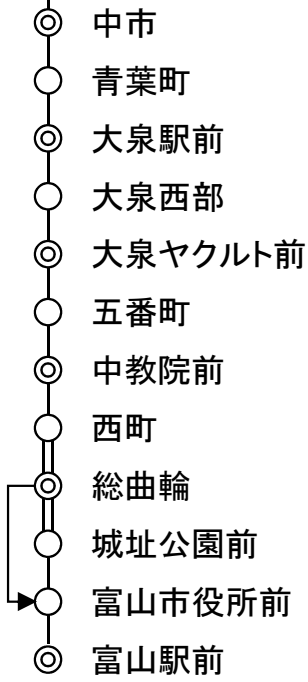 中市
青葉町
大泉駅前
大泉西部
大泉ヤクルト前
五番町
中教院前
西町
総曲輪
城址公園前
富山市役所前
富山駅前